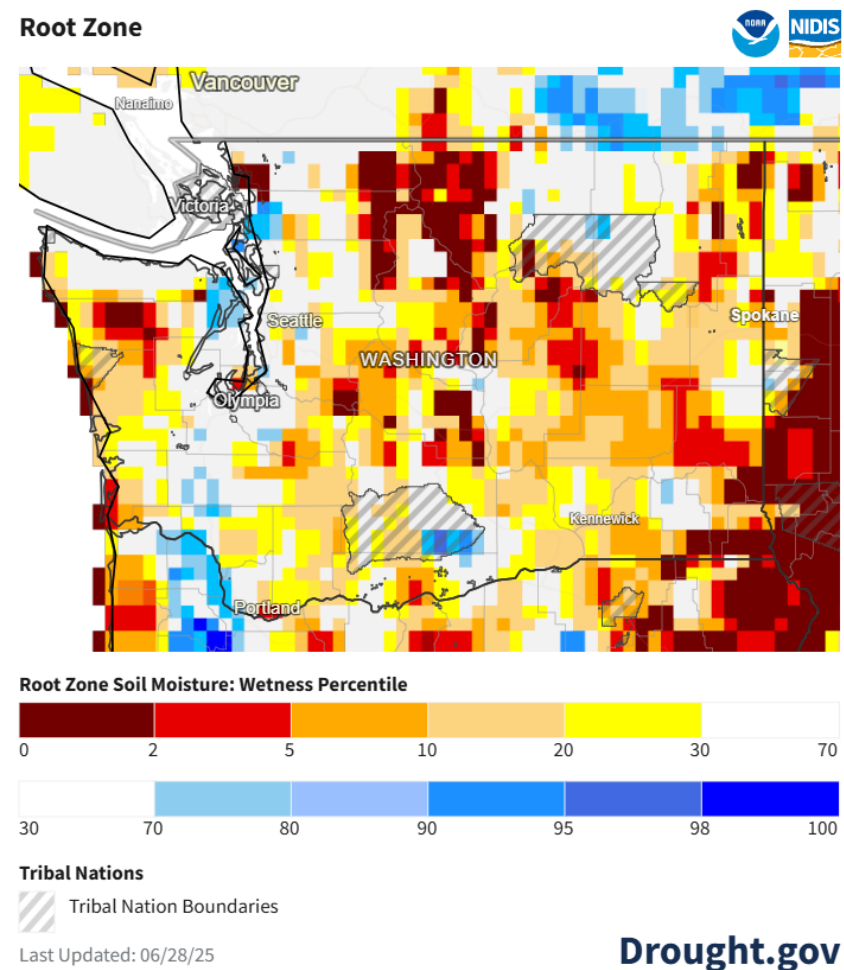 Root Zone
NOAA
NIDIS
Vancouver
Nanaimo
Victoria
Seattle
Spokane
WASHINGTON
Olympia
Kennewick
Portland
Root Zone Soil Moisture: Wetness Percentile
0 2 5 10 20 30 70
30 70 80 90 95 98 100
Tribal Nations
Tribal Nation Boundaries
Last Updated: 06/28/25
Drought.gov